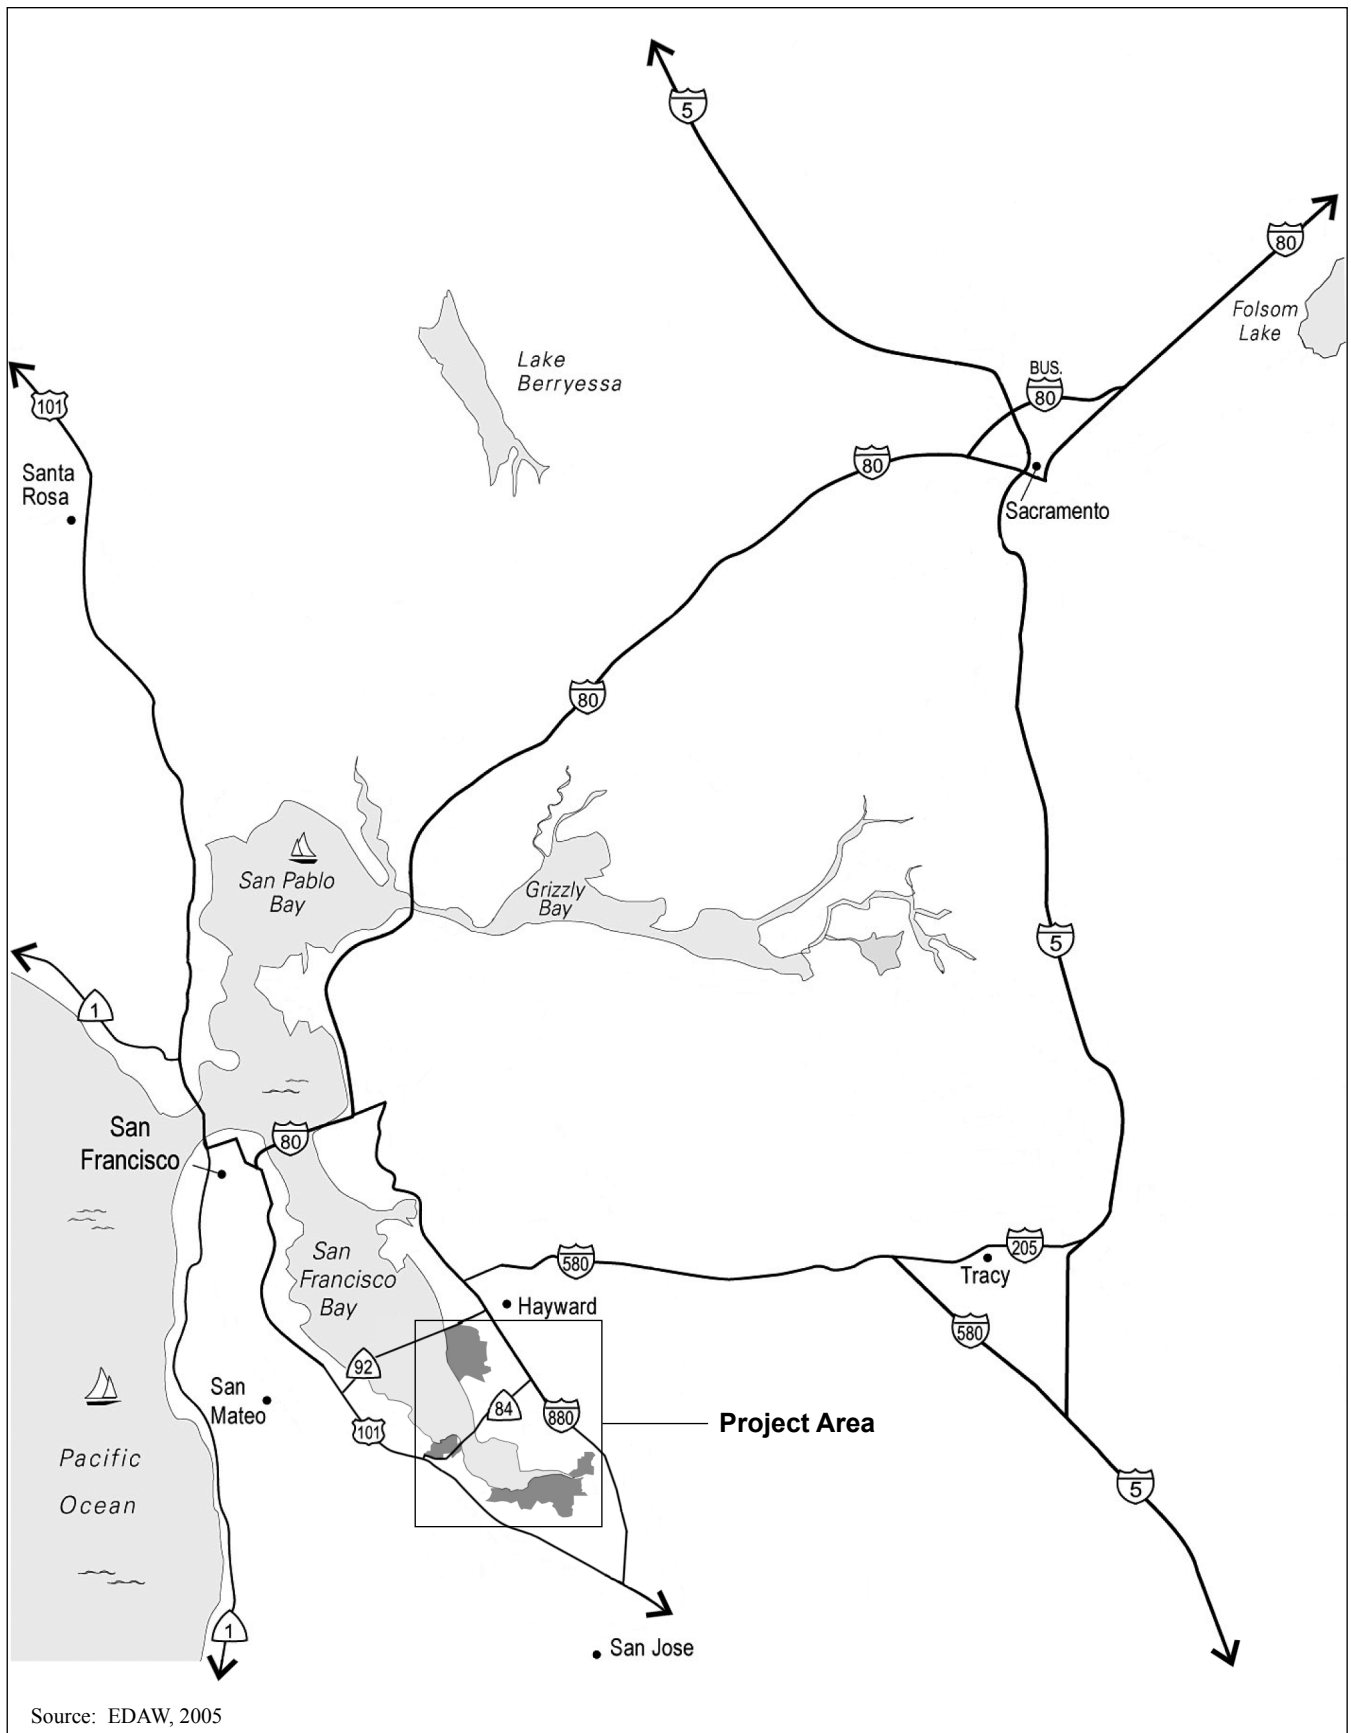 5
80
Folsom
Lake
Lake
Berryessa
BUS.
80
101
80
Santa
Rosa
Sacramento
80
San Pablo
Bay
Grizzly
Bay
5
1
San
Francisco
80
San
Francisco
Bay
580
205
Tracy
Hayward
580
92
San
Mateo
84
880
101
Project Area
Pacific
Ocean
5
1
San Jose
Source: EDAW, 2005